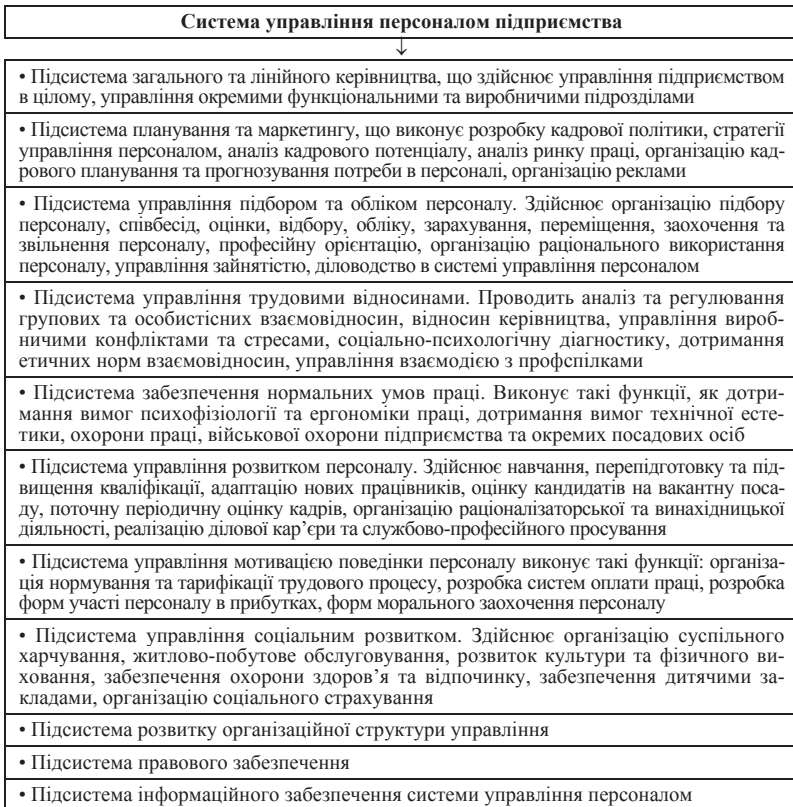 Система управління персоналом підприємства
↓
• Підсистема загального та лінійного керівництва, що здійснює управління підприємством
в цілому, управління окремими функціональними та виробничими підрозділами
• Підсистема планування та маркетингу, що виконує розробку кадрової політики, стратегії
управління персоналом, аналіз кадрового потенціалу, аналіз ринку праці, організацію кад-
рового планування та прогнозування потреби в персоналі, організацію реклами
• Підсистема управління підбором та обліком персоналу. Здійснює організацію підбору
персоналу, співбесід, оцінки, відбору, обліку, зарахування, переміщення, заохочення та
звільнення персоналу, професійну орієнтацію, організацію раціонального використання
персоналу, управління зайнятістю, діловодство в системі управління персоналом
• Підсистема управління трудовими відносинами. Проводить аналіз та регулювання
групових та особистісних взаємовідносин, відносин керівництва, управління вироб-
ничими конфліктами та стресами, соціально-психологічну діагностику, дотримання
етичних норм взаємовідносин, управління взаємодією з профспілками
• Підсистема забезпечення нормальних умов праці. Виконує такі функції, як дотри-
мання вимог психофізіології та ергономіки праці, дотримання вимог технічної есте-
тики, охорони праці, військової охорони підприємства та окремих посадових осіб
• Підсистема управління розвитком персоналу. Здійснює навчання, перепідготовку та під-
вищення кваліфікації, адаптацію нових працівників, оцінку кандидатів на вакантну поса-
ду, поточну періодичну оцінку кадрів, організацію раціоналізаторської та винахідницької
діяльності, реалізацію ділової кар’єри та службово-професійного просування
• Підсистема управління мотивацією поведінки персоналу виконує такі функції: організа-
ція нормування та тарифікації трудового процесу, розробка систем оплати праці, розробка
форм участі персоналу в прибутках, форм морального заохочення персоналу
• Підсистема управління соціальним розвитком. Здійснює організацію суспільного
харчування, житлово-побутове обслуговування, розвиток культури та фізичного ви-
ховання, забезпечення охорони здоров’я та відпочинку, забезпечення дитячими за-
кладами, організацію соціального страхування
• Підсистема розвитку організаційної структури управління
• Підсистема правового забезпечення
• Підсистема інформаційного забезпечення системи управління персоналом